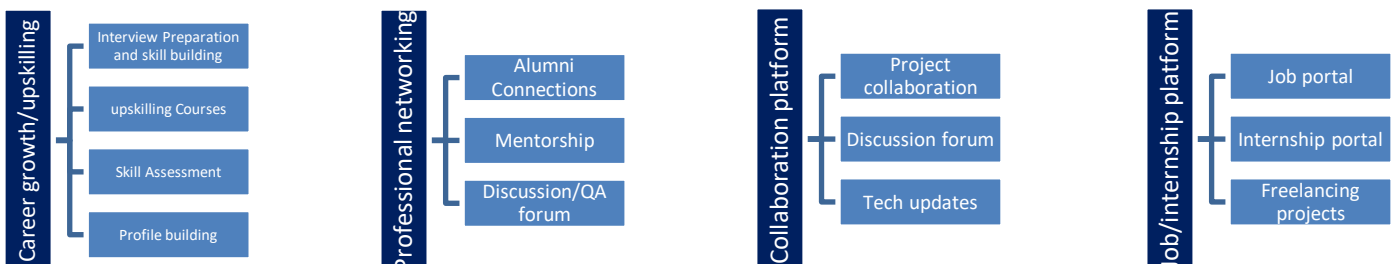 Career growth/upskilling
Interview Preparation
and skill building
upskilling Courses
Skill Assessment
Profile building
Professional networking
Alumni
Connections
Mentorship
Discussion/QA
forum
Collaboration platform
Project
collaboration
Discussion forum
Tech updates
Job/internship platform
Job portal
Internship portal
Freelancing
projects